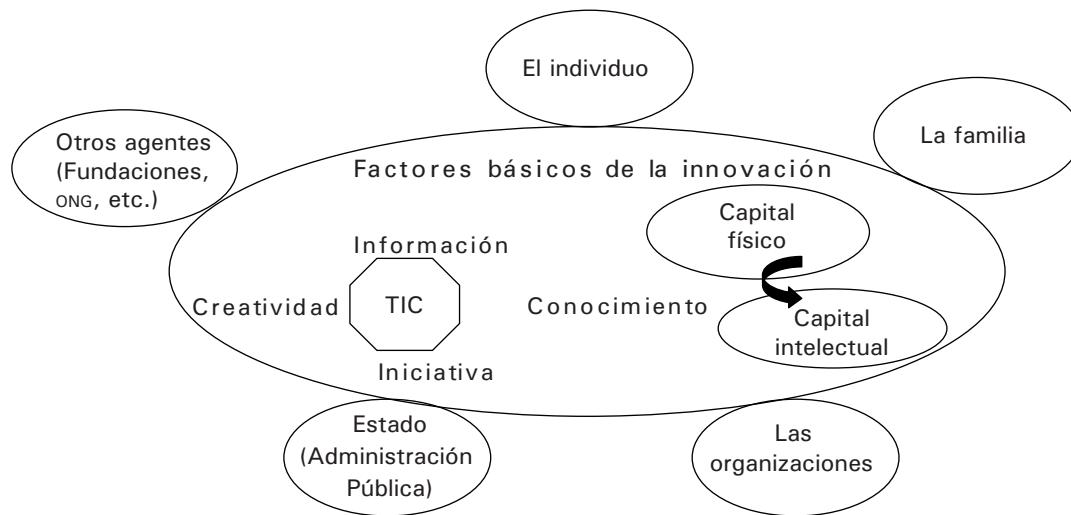 El individuo
Otros agentes
(Fundaciones,
ONG, etc.)
La familia
Factores básicos de la innovación
Capital
físico
Información
Creatividad
TIC
Conocimiento
Capital
intelectual
Iniciativa
Estado
(Administración
Pública)
Las
organizaciones